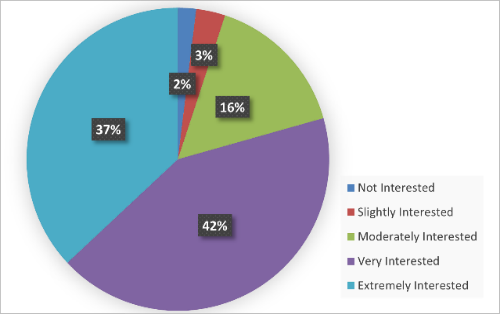 3%
2%
16%
37%
42%
Not Interested
Slightly Interested
Moderately Interested
Very Interested
Extremely Interested